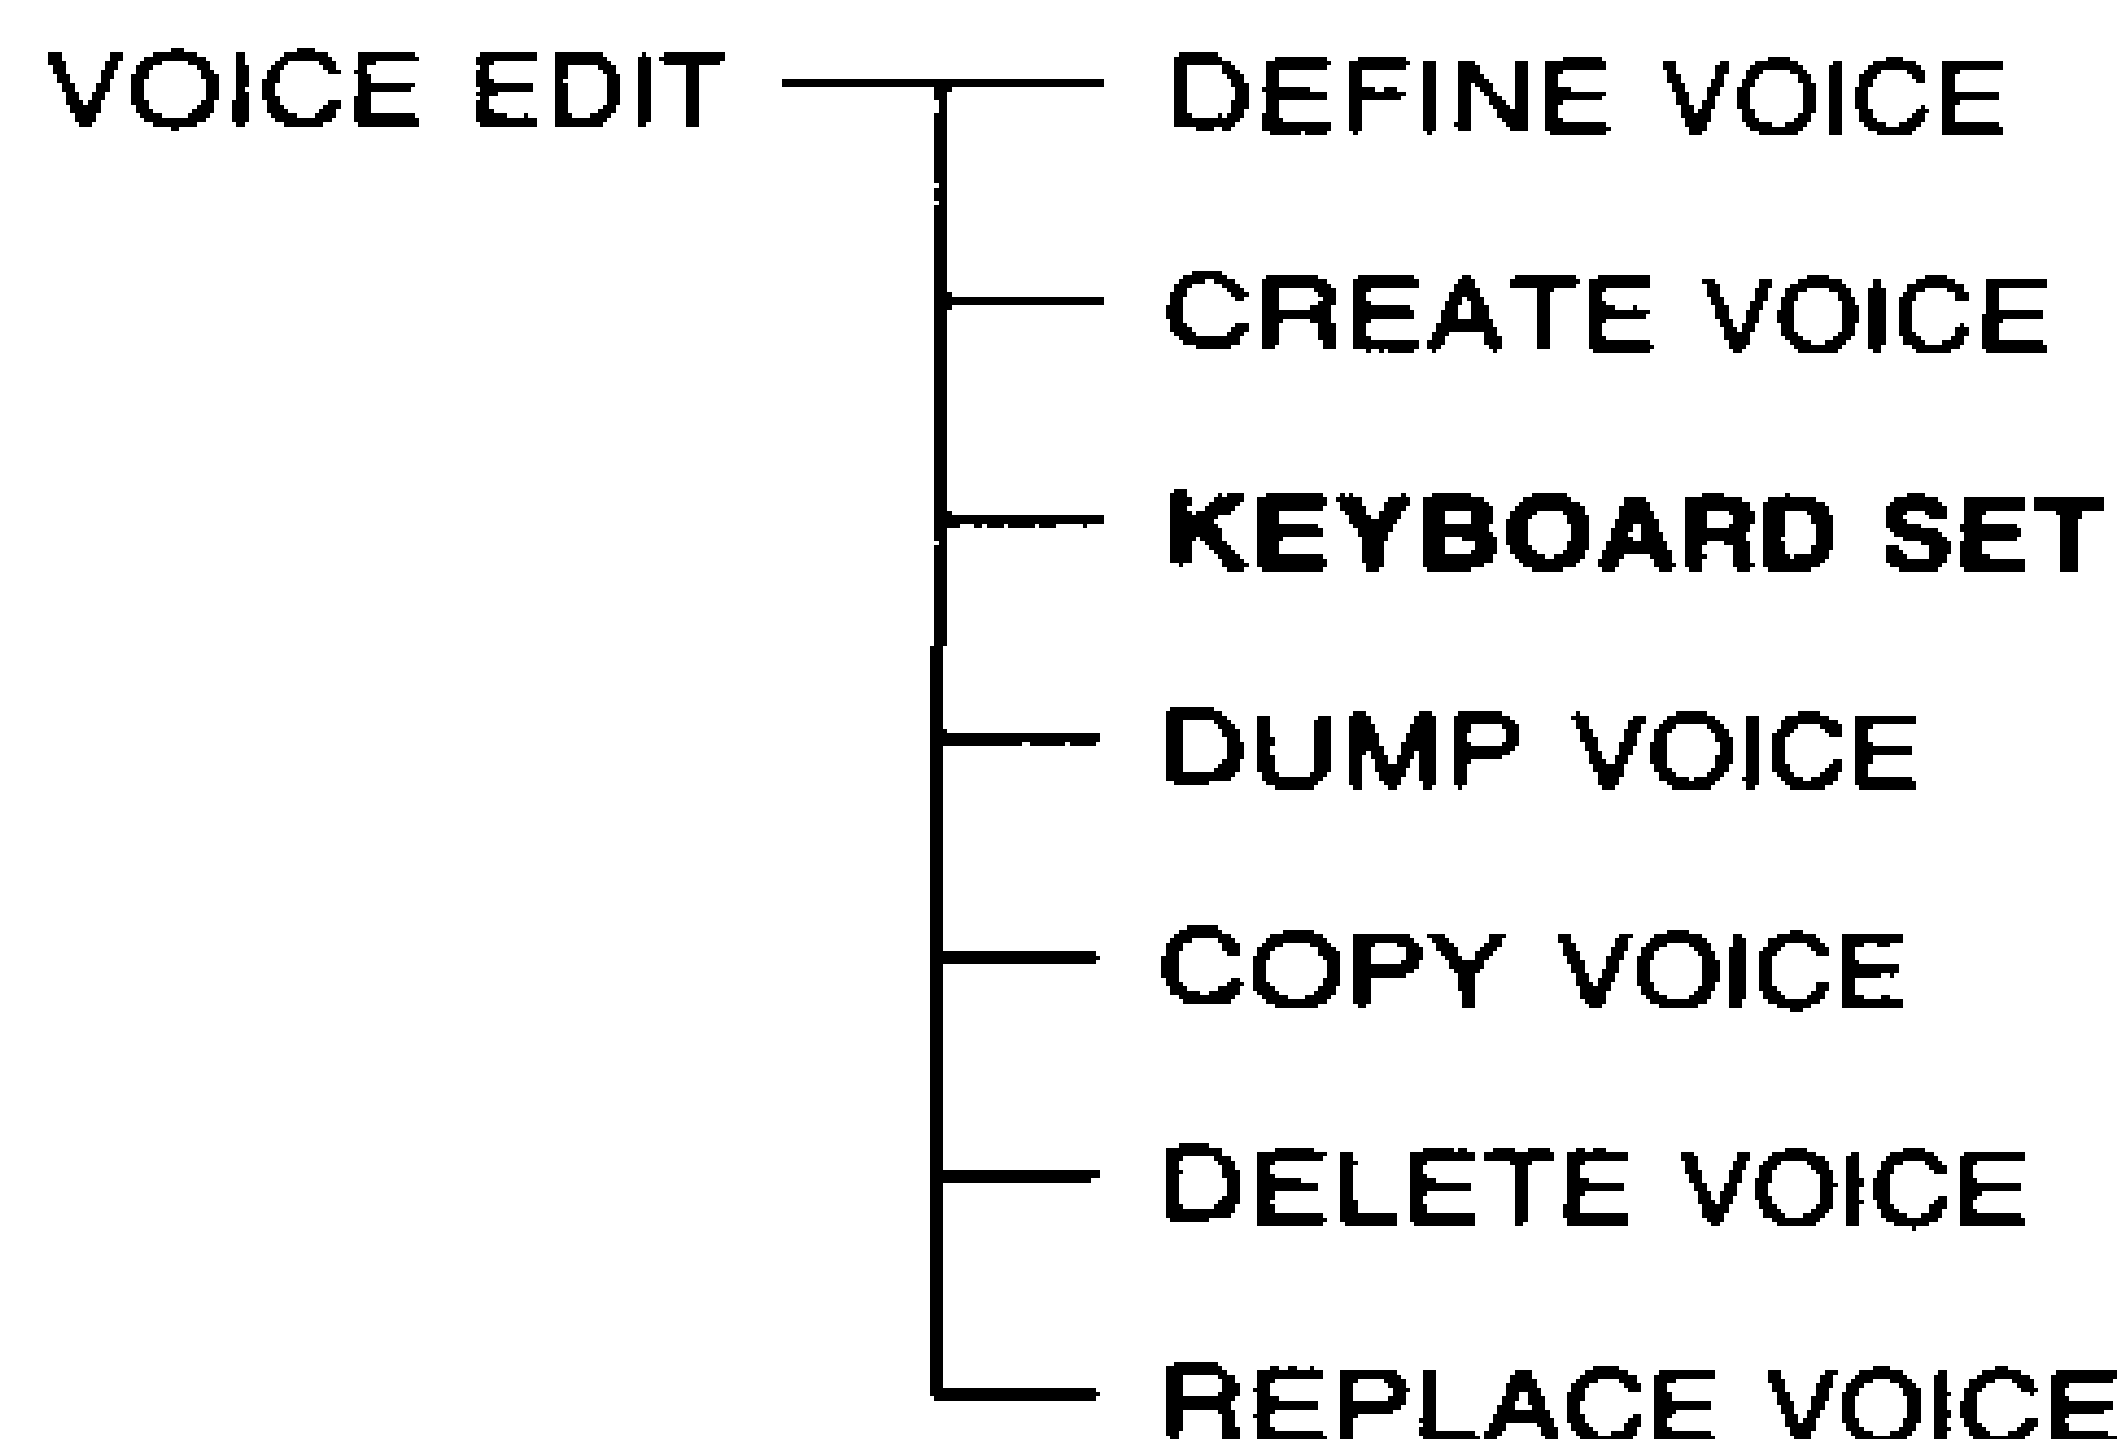 VOICE EDIT DEFINE VOICE
CREATE VOICE
KEYBOARD SET
DUMP VOICE
COPY VOICE
DELETE VOICE
REPLACE VOICE